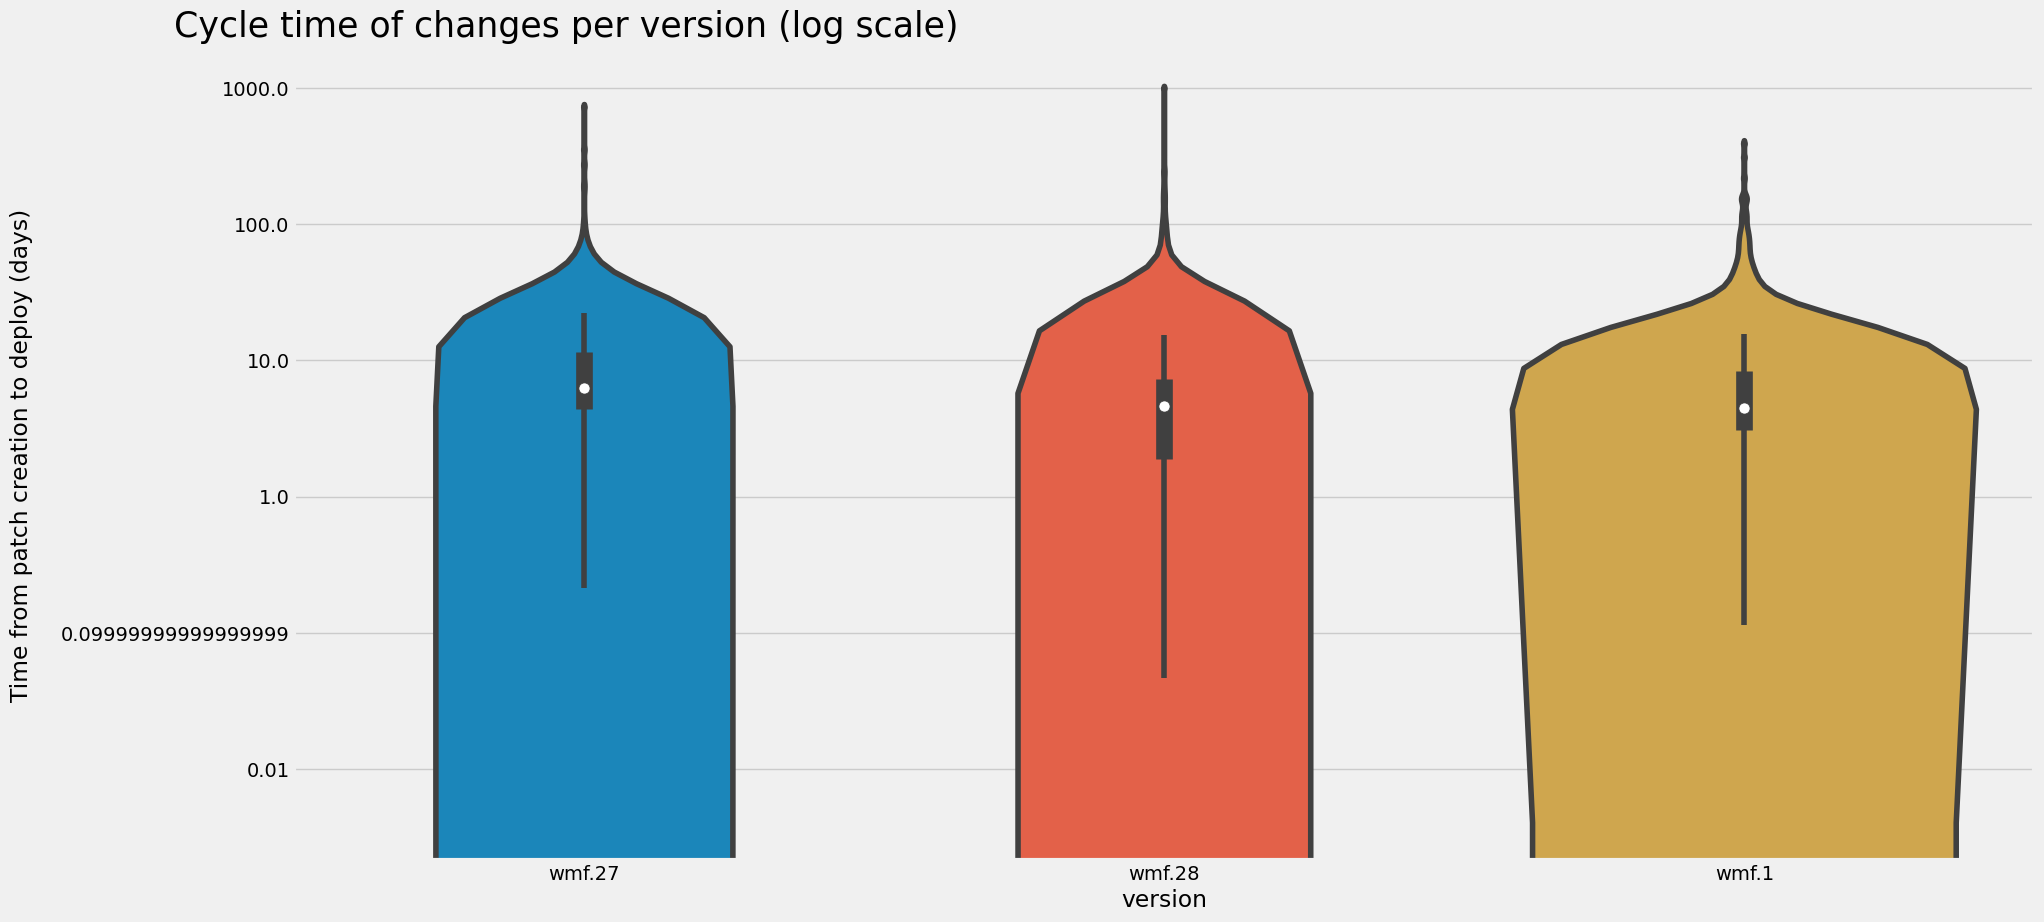 Cycle time of changes per version (log scale)
Time from patch creation to deploy (days)
1000.0
100.0
10.0
1.0
0.09999999999999999
0.01
wmf.27
wmf.28
wmf.1
version